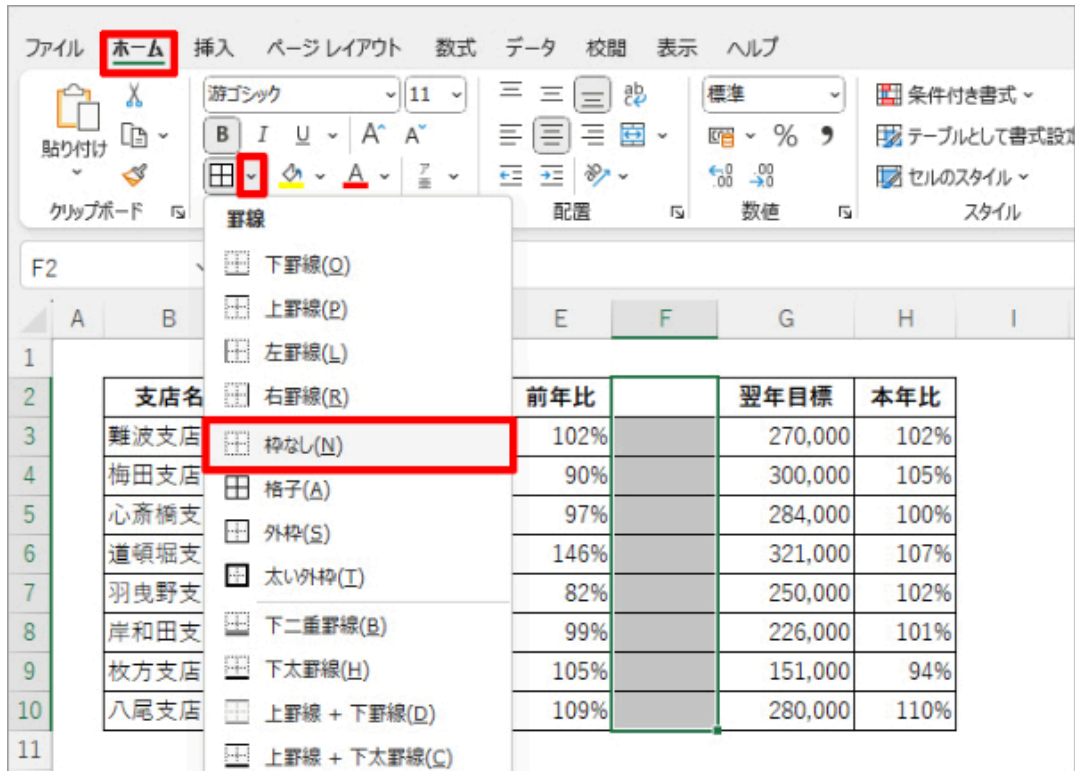 ファイル ホーム 挿入 ページ レイアウト 数式 データ 校閲 表示 ヘルプ
貼り付け
游ゴシック 11
B I U A A
ab
標準
% 9
.00
条件付き書式
テーブルとして書式設定
セルのスタイル
クリップボード 配置 数値 スタイル
F2
罫線
下罫線(O)
上罫線(P)
左罫線(L)
右罫線(R)
枠なし(N)
格子(A)
外枠(S)
太い外枠(T)
下二重罫線(B)
下太罫線(H)
上罫線 + 下罫線(D)
上罫線 + 下太罫線(C)
A B E F G H I
1
2 支店名 前年比 翌年目標 本年比
3 難波支店 102% 270,000 102%
4 梅田支店 90% 300,000 105%
5 心斎橋支 97% 284,000 100%
6 道頓堀支 146% 321,000 107%
7 羽曳野支 82% 250,000 102%
8 岸和田支 99% 226,000 101%
9 枚方支店 105% 151,000 94%
10 八尾支店 109% 280,000 110%
11